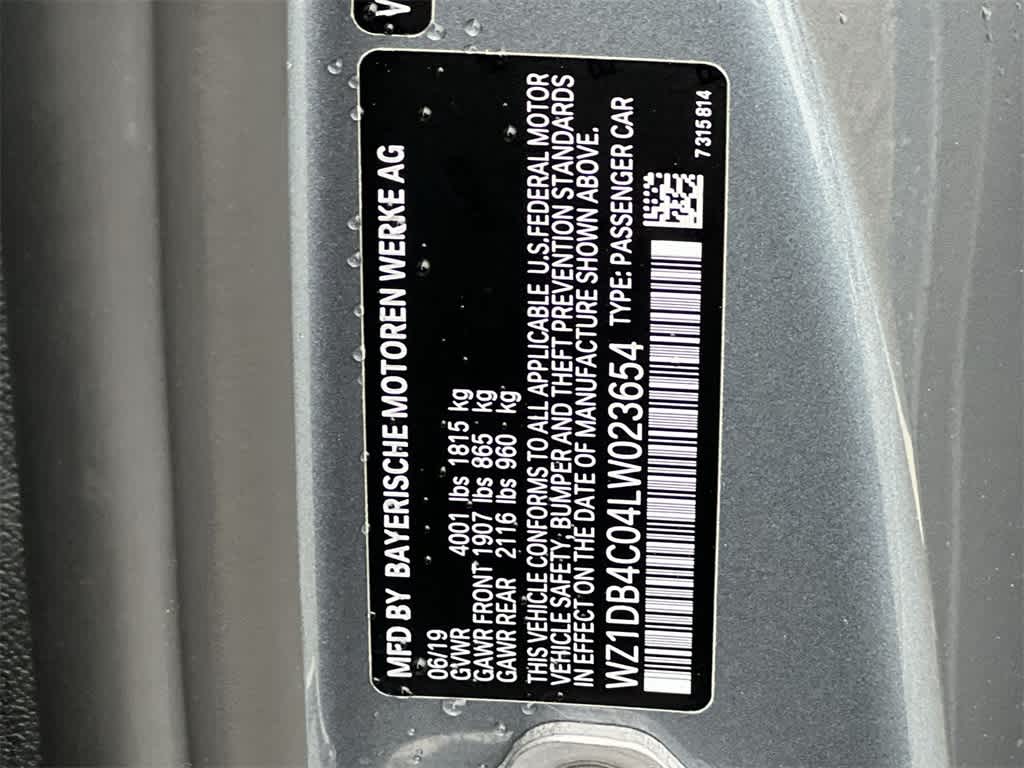 V
MFD BY BAYERISCHE MOTOREN WERKE AG
06/19
GVWR 4001 lbs 1815 kg
GAWR FRONT 1907 lbs 865 kg
GAWR REAR 2116 lbs 960 kg
THIS VEHICLE CONFORMS TO ALL APPLICABLE U.S.FEDERAL MOTOR
VEHICLE SAFETY, BUMPER AND THEFT PREVENTION STANDARDS
IN EFFECT ON THE DATE OF MANUFACTURE SHOWN ABOVE.
WZ1DB4C04LW023654 TYPE: PASSENGER CAR
7315814